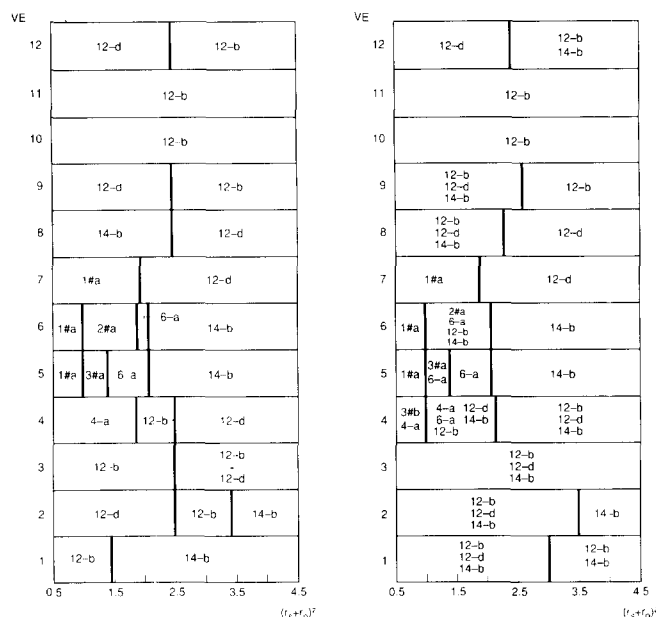 VE
12 12-d 12-b
11 12-b
10 12-b
9 12-d 12-b
8 14-b 12-d
7 1#a 12-d
6 1#a 2#a 6-a 14-b
5 1#a 3#a 6-a 14-b
4 4-a 12-b 12-d
3 12-b 12-b
-
12-d
2 12-d 12-b 14-b
1 12-b 14-b
0.5 1.5 2.5 3.5 4.5
VE
12 12-d 12-b
14-b
11 12-b
10 12-b
9 12-b
12-d 12-b
14-b
8 12-b
12-d 12-d
14-b
7 1#a 12-d
2#a
6 1#a 6-a 14-b
12-b
14-b
5 1#a 3#a 6-a 14-b
6-a
4 3#b 4-a 12-d 12-b
4-a 6-a 14-b 12-d
12-b 14-b
3 12-b
12-d
14-b
2 12-b
12-d 14-b
14-b
1 12-b 12-b
12-d 14-b
14-b
0.5 1.5 2.5 3.5 4.5